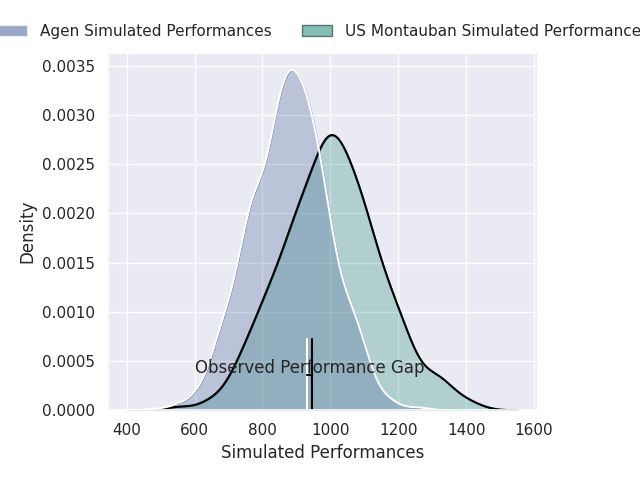 Agen Simulated Performances
US Montauban Simulated Performance
0.0035
0.0030
0.0025
0.0020
0.0015
0.0010
0.0005
0.0000
Density
Observed Performance Gap
400 600 800 1000 1200 1400 1600
Simulated Performances